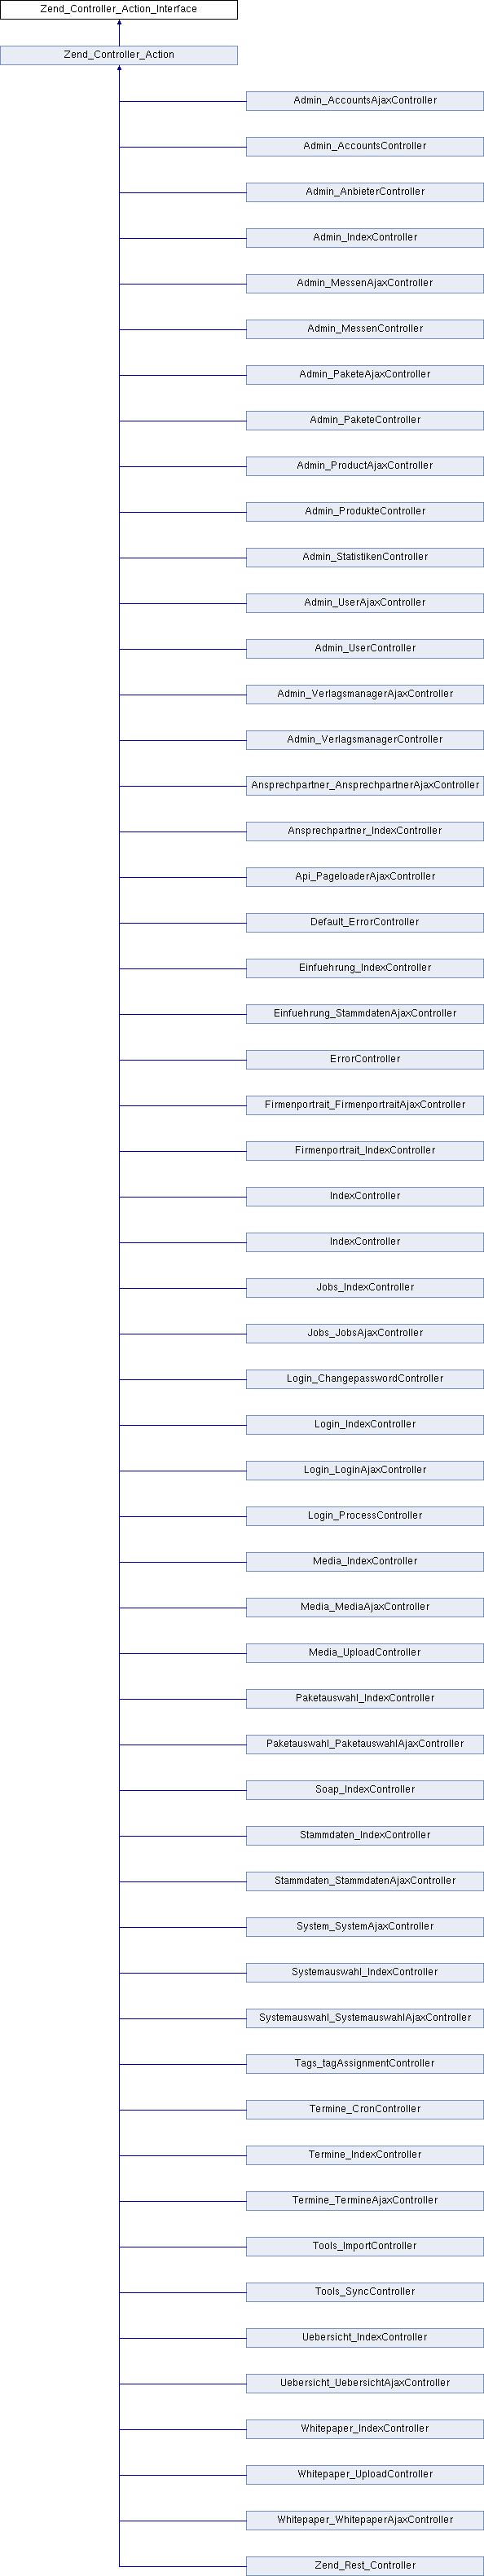 Zend_Controller_Action_Interface
Zend_Controller_Action
Admin_AccountsAjaxController
Admin_AccountsController
Admin_AnbieterController
Admin_IndexController
Admin_MessenAjaxController
Admin_MessenController
Admin_PaketeAjaxController
Admin_PaketeController
Admin_ProductAjaxController
Admin_ProdukteController
Admin_StatistikenController
Admin_UserAjaxController
Admin_UserController
Admin_VerlagsmanagerAjaxController
Admin_VerlagsmanagerController
Ansprechpartner_AnsprechpartnerAjaxController
Ansprechpartner_IndexController
Api_PageloaderAjaxController
Default_ErrorController
Einfuehrung_IndexController
Einfuehrung_StammdatenAjaxController
ErrorController
Firmenportrait_FirmenportraitAjaxController
Firmenportrait_IndexController
IndexController
IndexController
Jobs_IndexController
Jobs_JobsAjaxController
Login_ChangepasswordController
Login_IndexController
Login_LoginAjaxController
Login_ProcessController
Media_IndexController
Media_MediaAjaxController
Media_UploadController
Paketauswahl_IndexController
Paketauswahl_PaketauswahlAjaxController
Soap_IndexController
Stammdaten_IndexController
Stammdaten_StammdatenAjaxController
System_SystemAjaxController
Systemauswahl_IndexController
Systemauswahl_SystemauswahlAjaxController
Tags_tagAssignmentController
Termine_CronController
Termine_IndexController
Termine_TermineAjaxController
Tools_ImportController
Tools_SyncController
Uebersicht_IndexController
Uebersicht_UebersichtAjaxController
Whitepaper_IndexController
Whitepaper_UploadController
Whitepaper_WhitepaperAjaxController
Zend_Rest_Controller